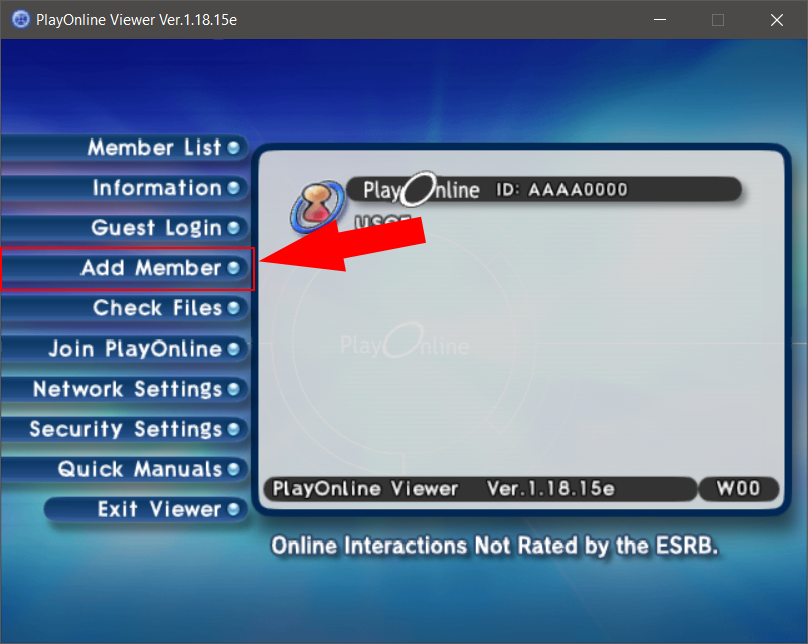 PlayOnline Viewer Ver.1.18.15e
Member List
Information
Guest Login
Add Member
Check Files
Join PlayOnline
Network Settings
Security Settings
Quick Manuals
Exit Viewer
PlayOnline ID: AAAA0000
PlayOnline
PlayOnline Viewer Ver.1.18.15e W00
Online Interactions Not Rated by the ESRB.